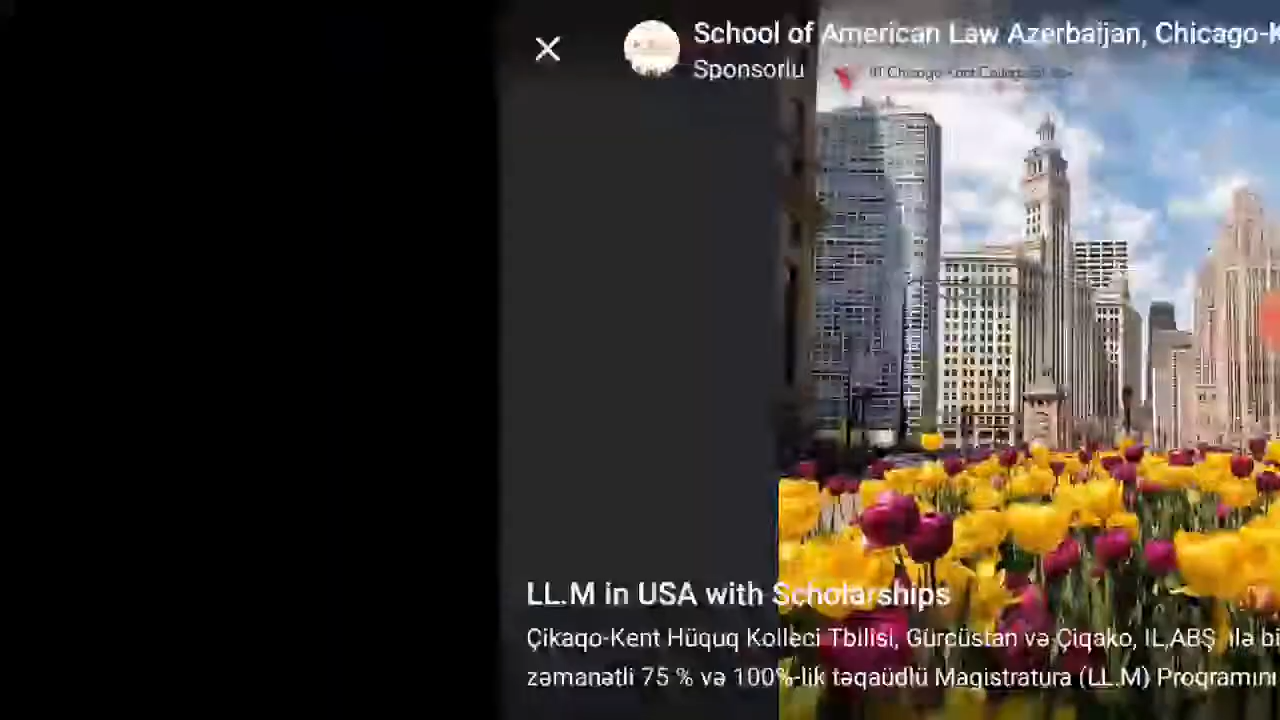 School of American Law Azerbaijan, Chicago-K
Sponsorlu
LL.M in USA with Scholarships
Çikaqo-Kent Hüquq Kolleci Tbilisi, Gürcüstan və Çiqako, IL,ABŞ ilə bi
zəmanətli 75 % və 100%-lik təqaüdlü Magistratura (LL.M) Proqramını